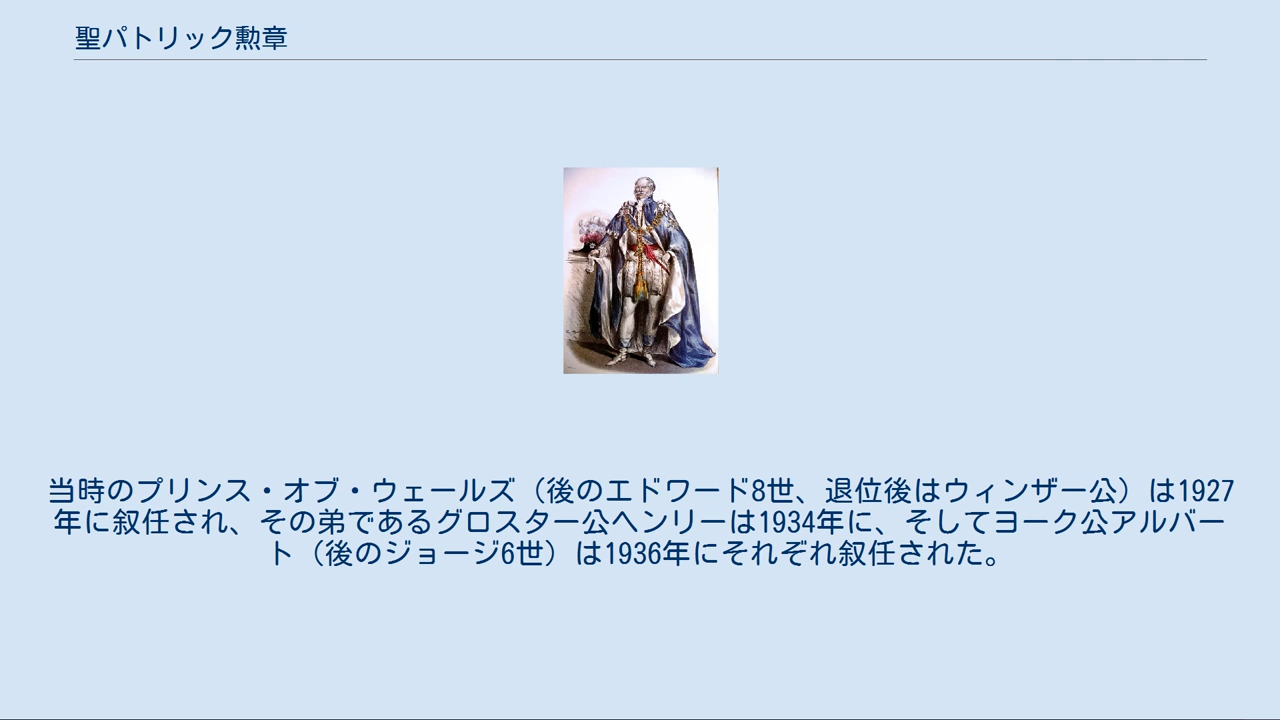 聖パトリック勲章
当時のプリンス・オブ・ウェールズ（後のエドワード8世、退位後はウィンザー公）は1927
年に叙任され、その弟であるグロスター公ヘンリーは1934年に、そしてヨーク公アルバー
ト（後のジョージ6世）は1936年にそれぞれ叙任された。